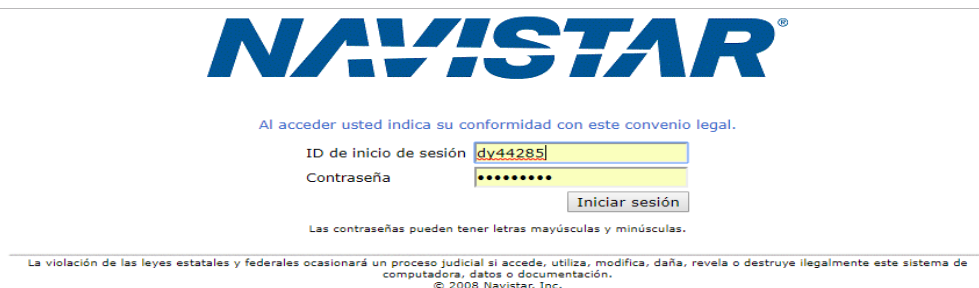 NAVISTAR®
Al acceder usted indica su conformidad con este convenio legal.
ID de inicio de sesión dy44285
Contraseña •••••••••
Iniciar sesión
Las contraseñas pueden tener letras mayúsculas y minúsculas.
La violación de las leyes estatales y federales ocasionará un proceso judicial si accede, utiliza, modifica, daña, revela o destruye ilegalmente este sistema de
computadora, datos o documentación.
© 2008 Navistar, Inc.